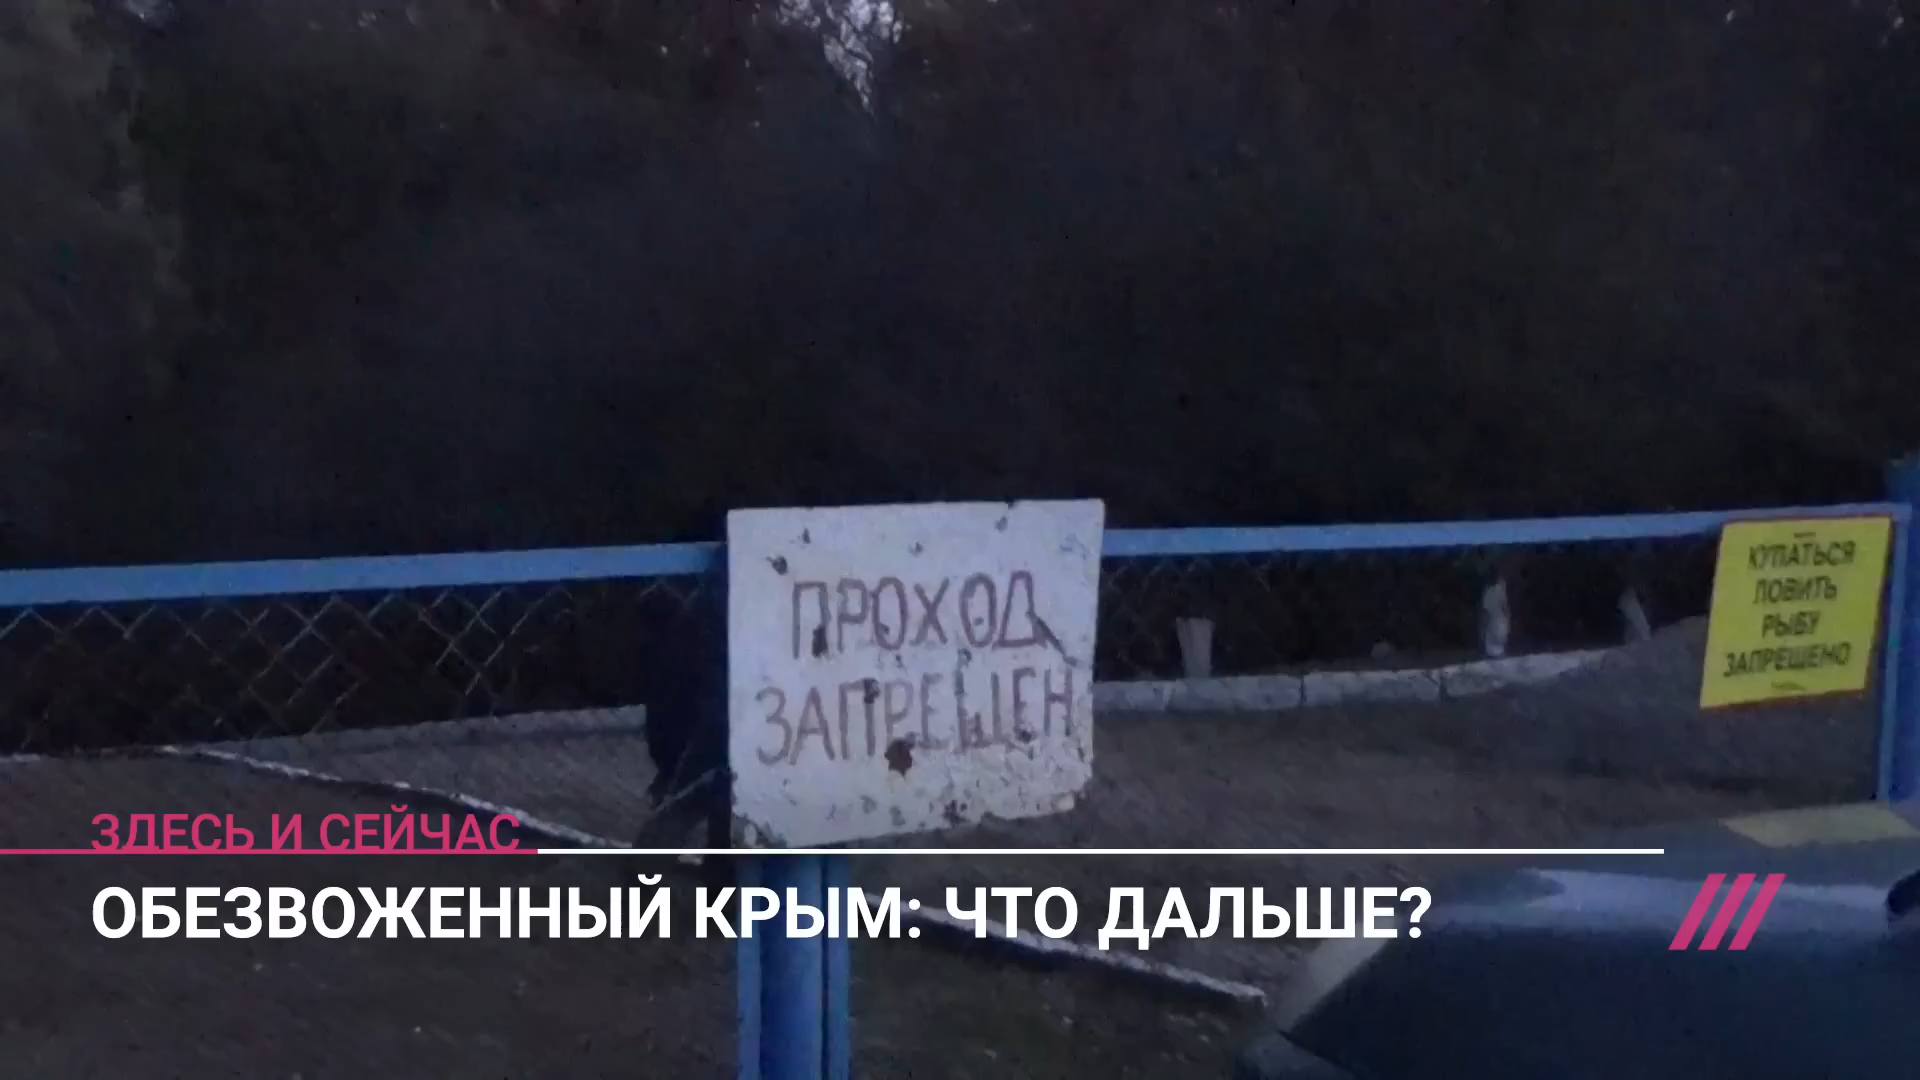 ПРОХОД
ЗАПРЕЩЕН
КУПАТЬСЯ
ЛОВИТЬ
РЫБУ
ЗАПРЕЩЕНО
ЗДЕСЬ И СЕЙЧАС
ОБЕЗВОЖЕННЫЙ КРЫМ: ЧТО ДАЛЬШЕ?